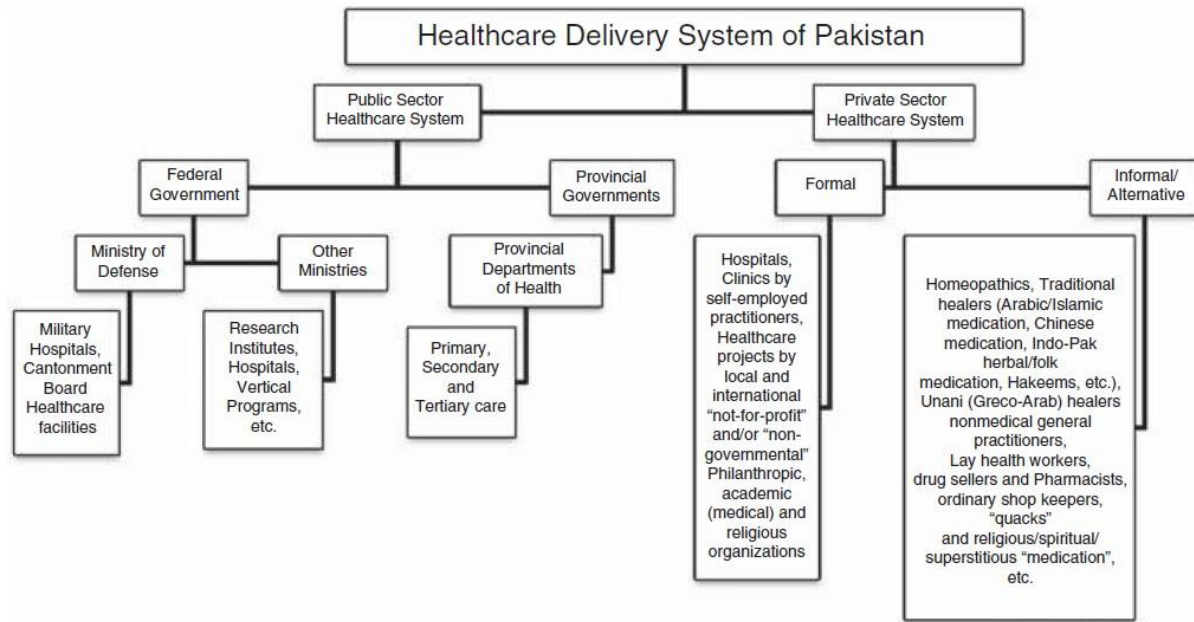 Healthcare Delivery System of Pakistan
Public Sector
Healthcare System
Private Sector
Healthcare System
Federal
Government
Provincial
Governments
Formal
Informal/
Alternative
Ministry of
Defense
Other
Ministries
Provincial
Departments
of Health
Military
Hospitals,
Cantonment
Board
Healthcare
facilities
Research
Institutes,
Hospitals,
Vertical
Programs,
etc.
Primary,
Secondary
and
Tertiary care
Hospitals,
Clinics by
self-employed
practitioners,
Healthcare
projects by
local and
international
“not-for-profit”
and/or “non-
governmental”
Philanthropic,
academic
(medical) and
religious
organizations
Homeopathics, Traditional
healers (Arabic/Islamic
medication, Chinese
medication, Indo-Pak
herbal/folk
medication, Hakeems, etc.),
Unani (Greco-Arab) healers
nonmedical general
practitioners,
Lay health workers,
drug sellers and Pharmacists,
ordinary shop keepers,
“quacks”
and religious/spiritual/
superstitious “medication”,
etc.